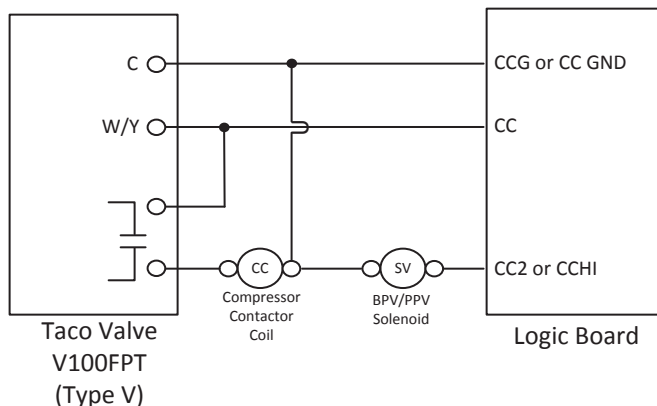 C
CCG or CC GND
W/Y
CC
CC
SV
CC2 or CCHI
Compressor
Contactor
Coil
BPV/PPV
Solenoid
Taco Valve
V100FPT
(Type V)
Logic Board